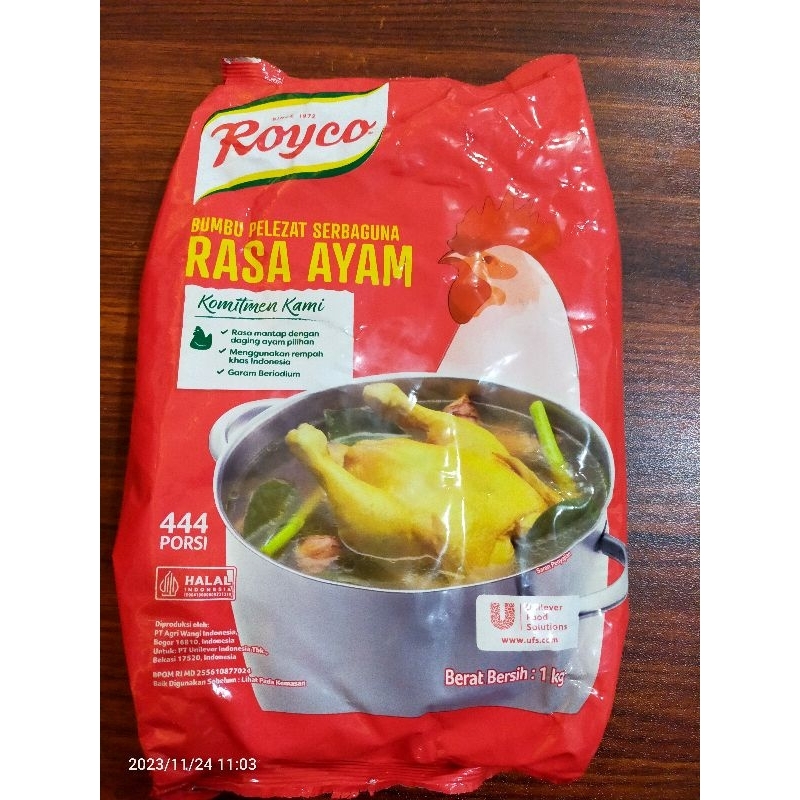 SINCE 1972
Royco
BUMBU PELEZAT SERBAGUNA
RASA AYAM
Komitmen Kami
Rasa mantap dengan
daging ayam pilihan
Menggunakan rempah
khas Indonesia
Garam Beriodium
444
PORSI
HALAL
INDONESIA
Saran Penyajian
Diproduksi oleh:
PT Agri Wangi Indonesia,
Bogor 16810, Indonesia
Untuk: PT Unilever Indonesia Tbk.,
Bekasi 17520, Indonesia
BPOM RI MD 255610877024
Baik Digunakan Sebelum : Lihat Pada Kemasan
U
Unilever
Food
Solutions
www.ufs.com
Berat Bersih : 1 kg
2023/11/24 11:03